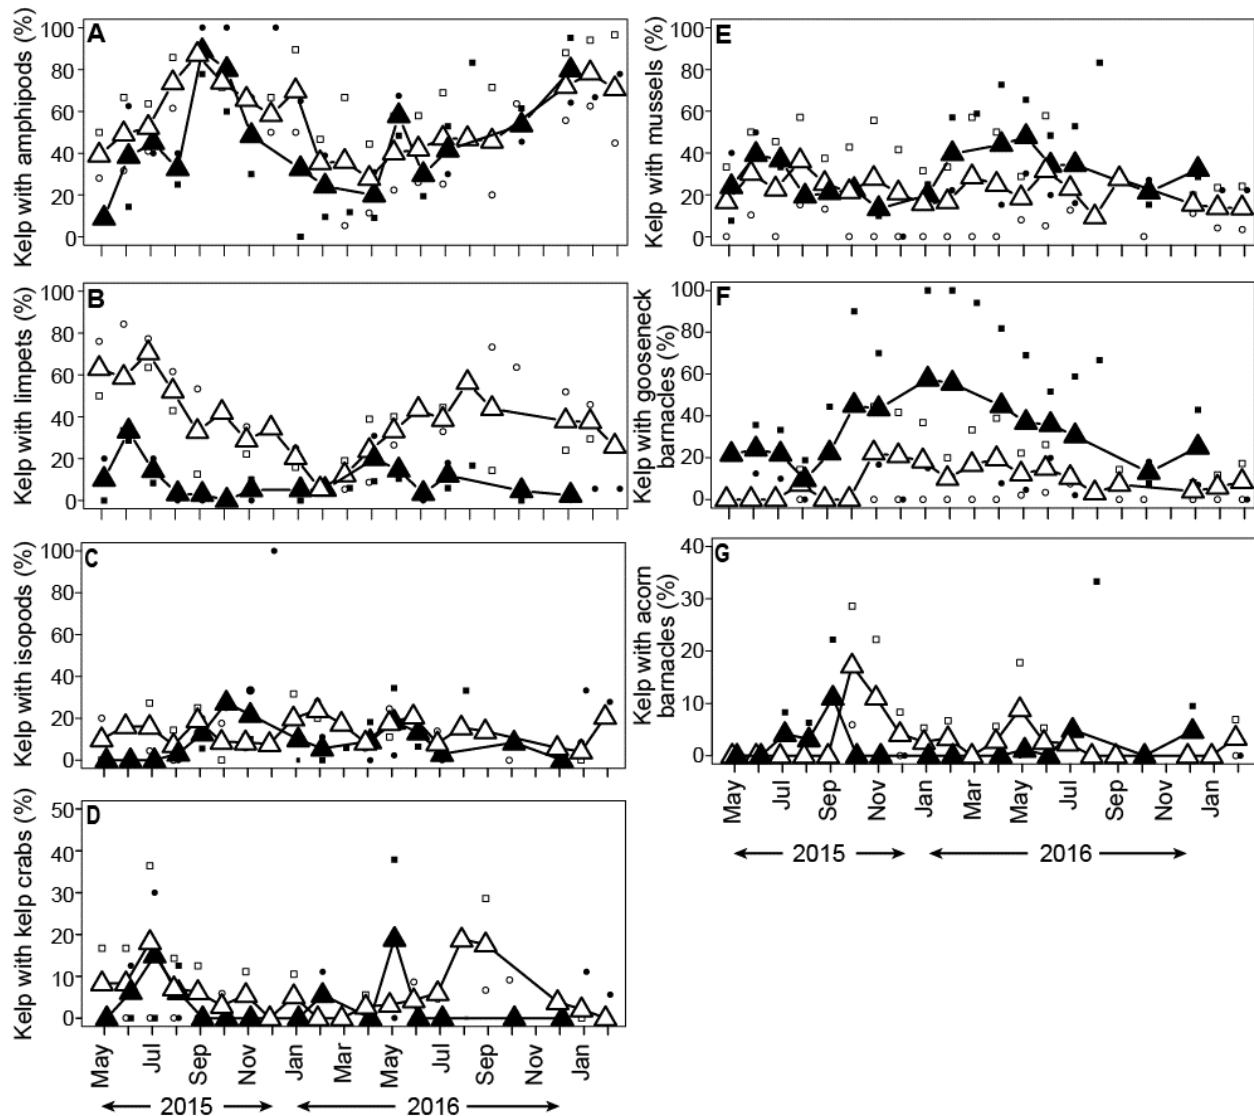 A
Kelp with amphipods (%)
100
80
60
40
20
0
B
Kelp with limpets (%)
100
80
60
40
20
0
C
Kelp with isopods (%)
100
80
60
40
20
0
D
Kelp with kelp crabs (%)
50
40
30
20
10
0
May
Jul
Sep
Nov
Jan
Mar
May
Jul
Sep
Nov
Jan
2015
2016
E
Kelp with mussels (%)
100
80
60
40
20
0
F
Kelp with gooseneck
barnacles (%)
100
80
60
40
20
0
G
Kelp with acorn
barnacles (%)
40
30
20
10
0
May
Jul
Sep
Nov
Jan
Mar
May
Jul
Sep
Nov
Jan
2015
2016